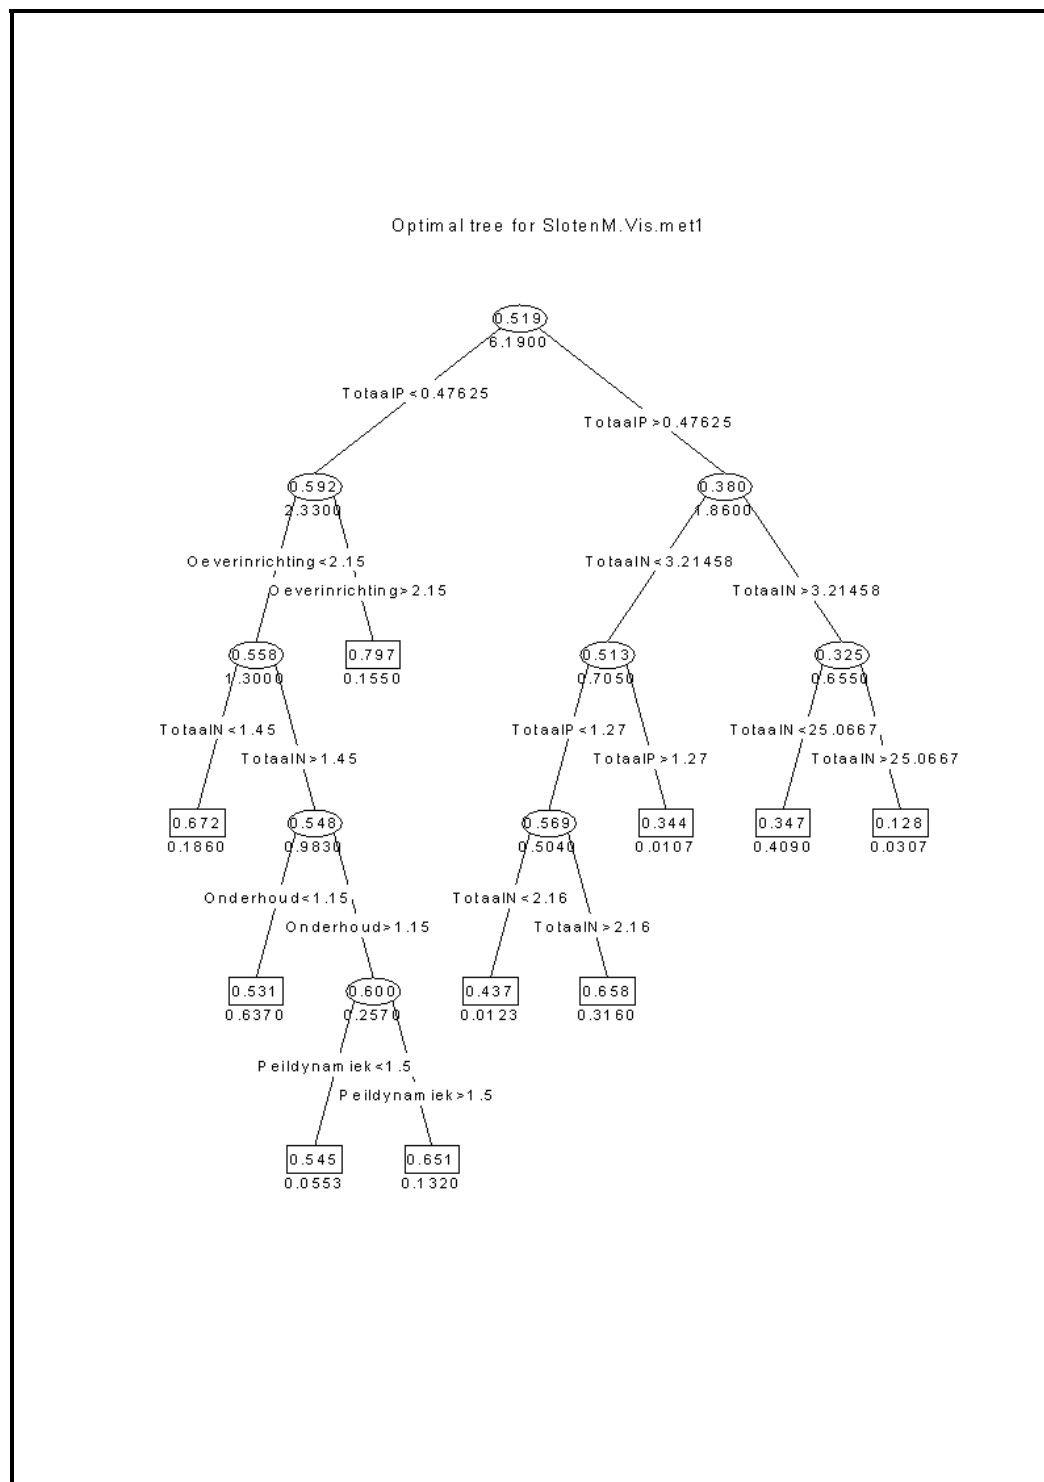 Optimal tree for SlotenM.Vis.met1
0.519
6.1900
TotaalP<0.47625
TotaalP>0.47625
0.592
0.380
2.3300
1.8600
Oeverinrichting<2.15
TotaalN<3.21458
Oeverinrichting>2.15
TotaalN>3.21458
0.558
0.797
0.513
0.325
1.3000
0.1550
0.7050
0.6550
TotaalN<1.45
TotaalP<1.27
TotaalN<25.0667
TotaalN>1.45
TotaalP>1.27
TotaalN>25.0667
0.672
0.548
0.569
0.344
0.347
0.128
0.1860
0.9830
0.5040
0.0107
0.4090
0.0307
Onderhoud<1.15
TotaalN<2.16
Onderhoud>1.15
TotaalN>2.16
0.531
0.600
0.437
0.658
0.6370
0.2570
0.0123
0.3160
Peildynamiek<1.5
Peildynamiek>1.5
0.545
0.651
0.0553
0.1320